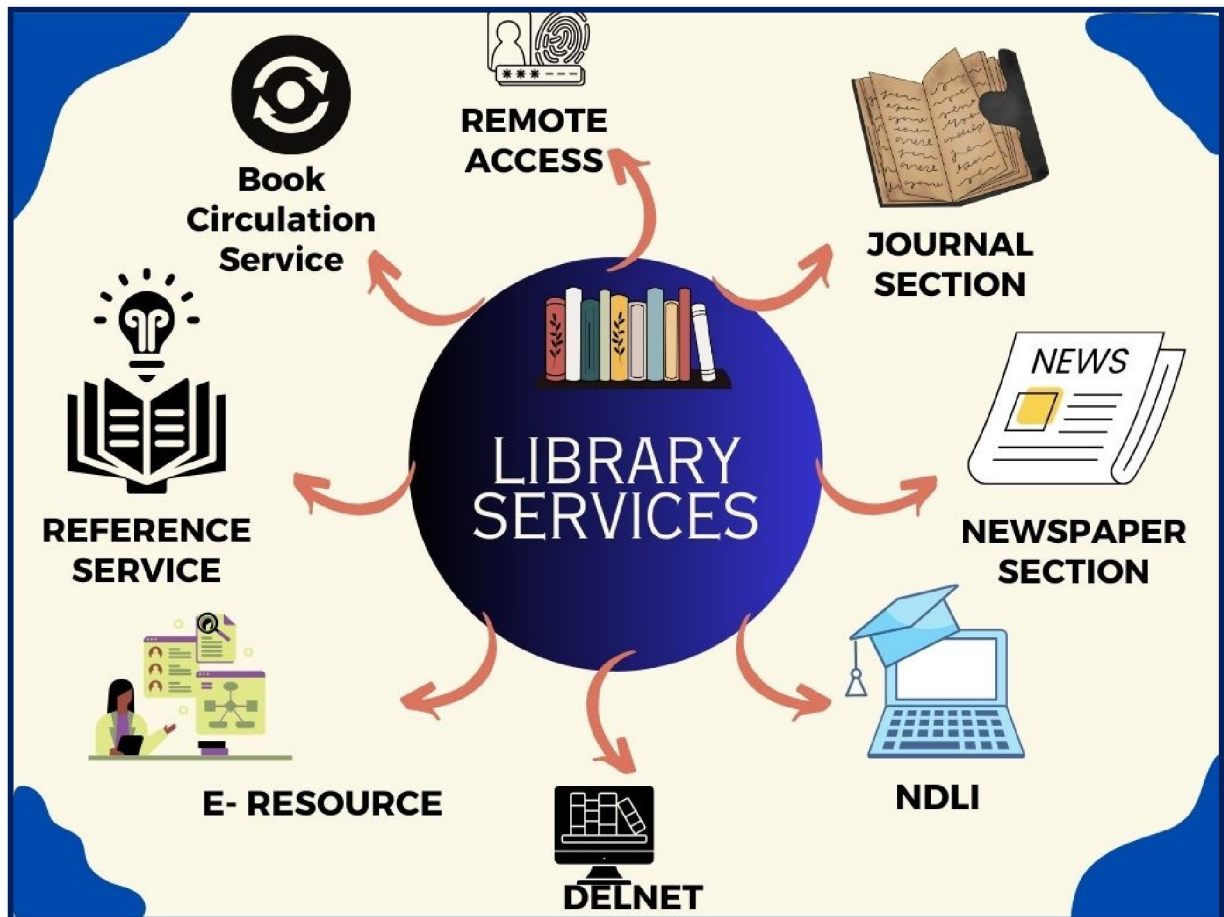 REMOTE
ACCESS
Book
Circulation
Service
JOURNAL
SECTION
NEWS
LIBRARY
SERVICES
REFERENCE
SERVICE
NEWSPAPER
SECTION
E- RESOURCE
NDLI
DELNET